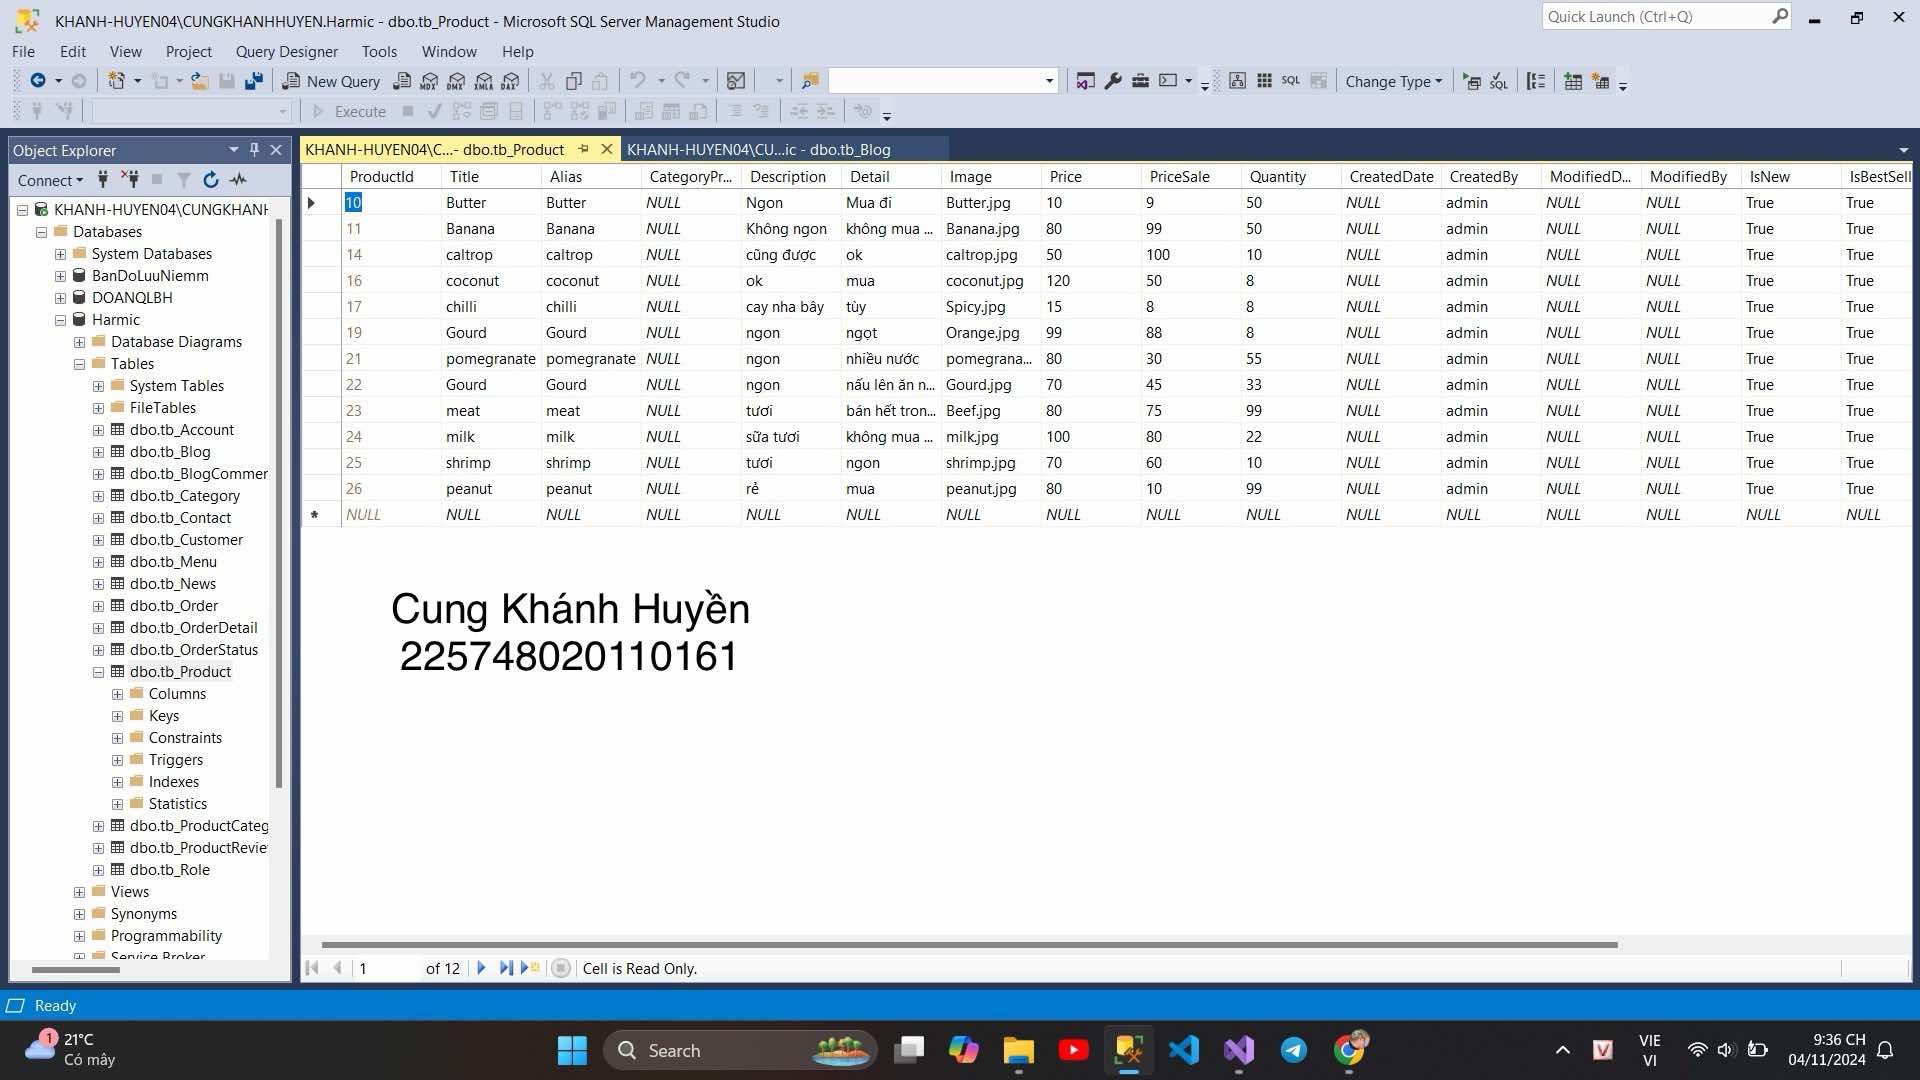 KHANH-HUYEN04\CUNGKHANHHUYEN.Harmic - dbo.tb_Product - Microsoft SQL Server Management Studio
Quick Launch (Ctrl+Q)
File Edit View Project Query Designer Tools Window Help
New Query MDX DMX XMLA DAX SQL Change Type SQL
Execute
Object Explorer
Connect
KHANH-HUYEN04\CUNGKHANH
Databases
System Databases
BanDoLuuNiemm
DOANQLBH
Harmic
Database Diagrams
Tables
System Tables
FileTables
dbo.tb_Account
dbo.tb_Blog
dbo.tb_BlogCommer
dbo.tb_Category
dbo.tb_Contact
dbo.tb_Customer
dbo.tb_Menu
dbo.tb_News
dbo.tb_Order
dbo.tb_OrderDetail
dbo.tb_OrderStatus
dbo.tb_Product
Columns
Keys
Constraints
Triggers
Indexes
Statistics
dbo.tb_ProductCateg
dbo.tb_ProductRevie
dbo.tb_Role
Views
Synonyms
Programmability
Service Broker
KHANH-HUYEN04\C...- dbo.tb_Product KHANH-HUYEN04\CU...ic - dbo.tb_Blog
ProductId Title Alias CategoryPr... Description Detail Image Price PriceSale Quantity CreatedDate CreatedBy ModifiedD... ModifiedBy IsNew IsBestSell
10 Butter Butter NULL Ngon Mua đi Butter.jpg 10 9 50 NULL admin NULL NULL True True
11 Banana Banana NULL Không ngon không mua ... Banana.jpg 80 99 50 NULL admin NULL NULL True True
14 caltrop caltrop NULL cũng được ok caltrop.jpg 50 100 10 NULL admin NULL NULL True True
16 coconut coconut NULL ok mua coconut.jpg 120 50 8 NULL admin NULL NULL True True
17 chilli chilli NULL cay nha bây tùy Spicy.jpg 15 8 8 NULL admin NULL NULL True True
19 Gourd Gourd NULL ngon ngọt Orange.jpg 99 88 8 NULL admin NULL NULL True True
21 pomegranate pomegranate NULL ngon nhiều nước pomegrana... 80 30 55 NULL admin NULL NULL True True
22 Gourd Gourd NULL ngon nấu lên ăn n... Gourd.jpg 70 45 33 NULL admin NULL NULL True True
23 meat meat NULL tươi bán hết tron... Beef.jpg 80 75 99 NULL admin NULL NULL True True
24 milk milk NULL sữa tươi không mua ... milk.jpg 100 80 22 NULL admin NULL NULL True True
25 shrimp shrimp NULL tươi ngon shrimp.jpg 70 60 10 NULL admin NULL NULL True True
26 peanut peanut NULL rẻ mua peanut.jpg 80 10 99 NULL admin NULL NULL True True
NULL NULL NULL NULL NULL NULL NULL NULL NULL NULL NULL NULL NULL NULL NULL NULL
Cung Khánh Huyền
225748020110161
1 of 12 Cell is Read Only.
Ready
1 21°C
Có mây
Search
VIE
VI
9:36 CH
04/11/2024